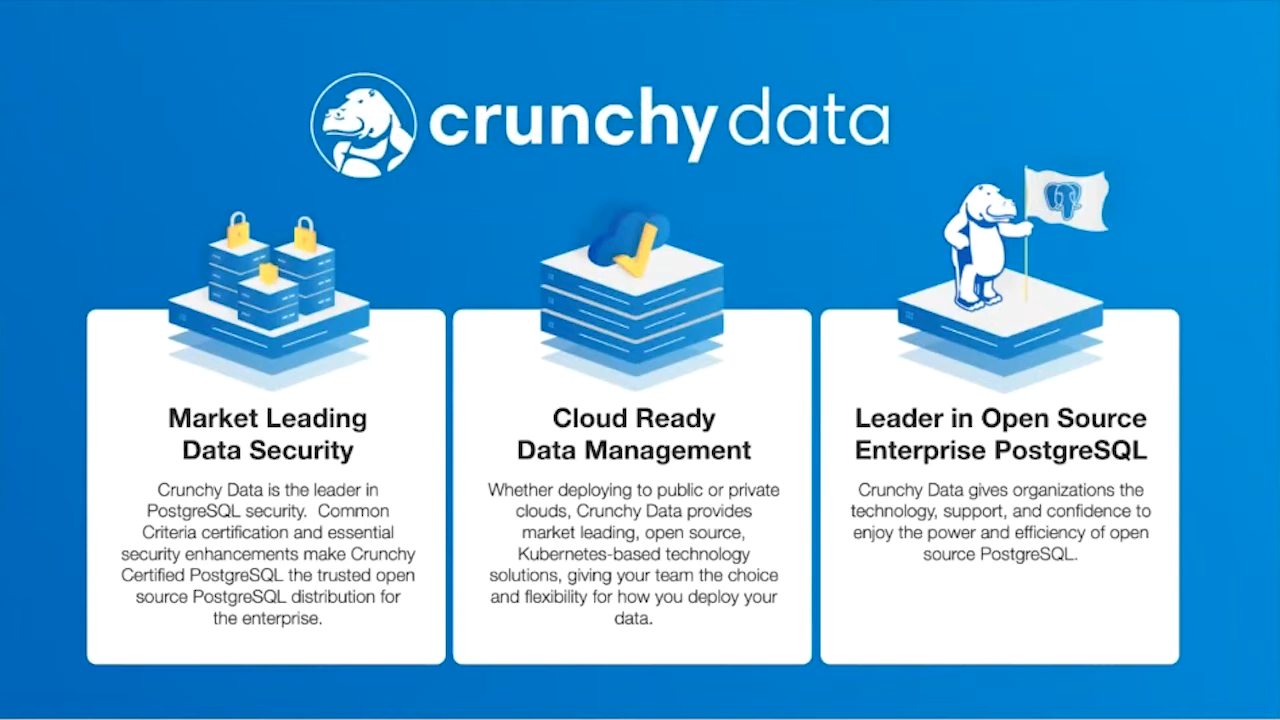 crunchy data
Market Leading
Data Security
Crunchy Data is the leader in
PostgreSQL security.  Common
Criteria certification and essential
security enhancements make Crunchy
Certified PostgreSQL the trusted open
source PostgreSQL distribution for
the enterprise.
Cloud Ready
Data Management
Whether deploying to public or private
clouds, Crunchy Data provides
market leading, open source,
Kubernetes-based technology
solutions, giving your team the choice
and flexibility for how you deploy your
data.
Leader in Open Source
Enterprise PostgreSQL
Crunchy Data gives organizations the
technology, support, and confidence to
enjoy the power and efficiency of open
source PostgreSQL.